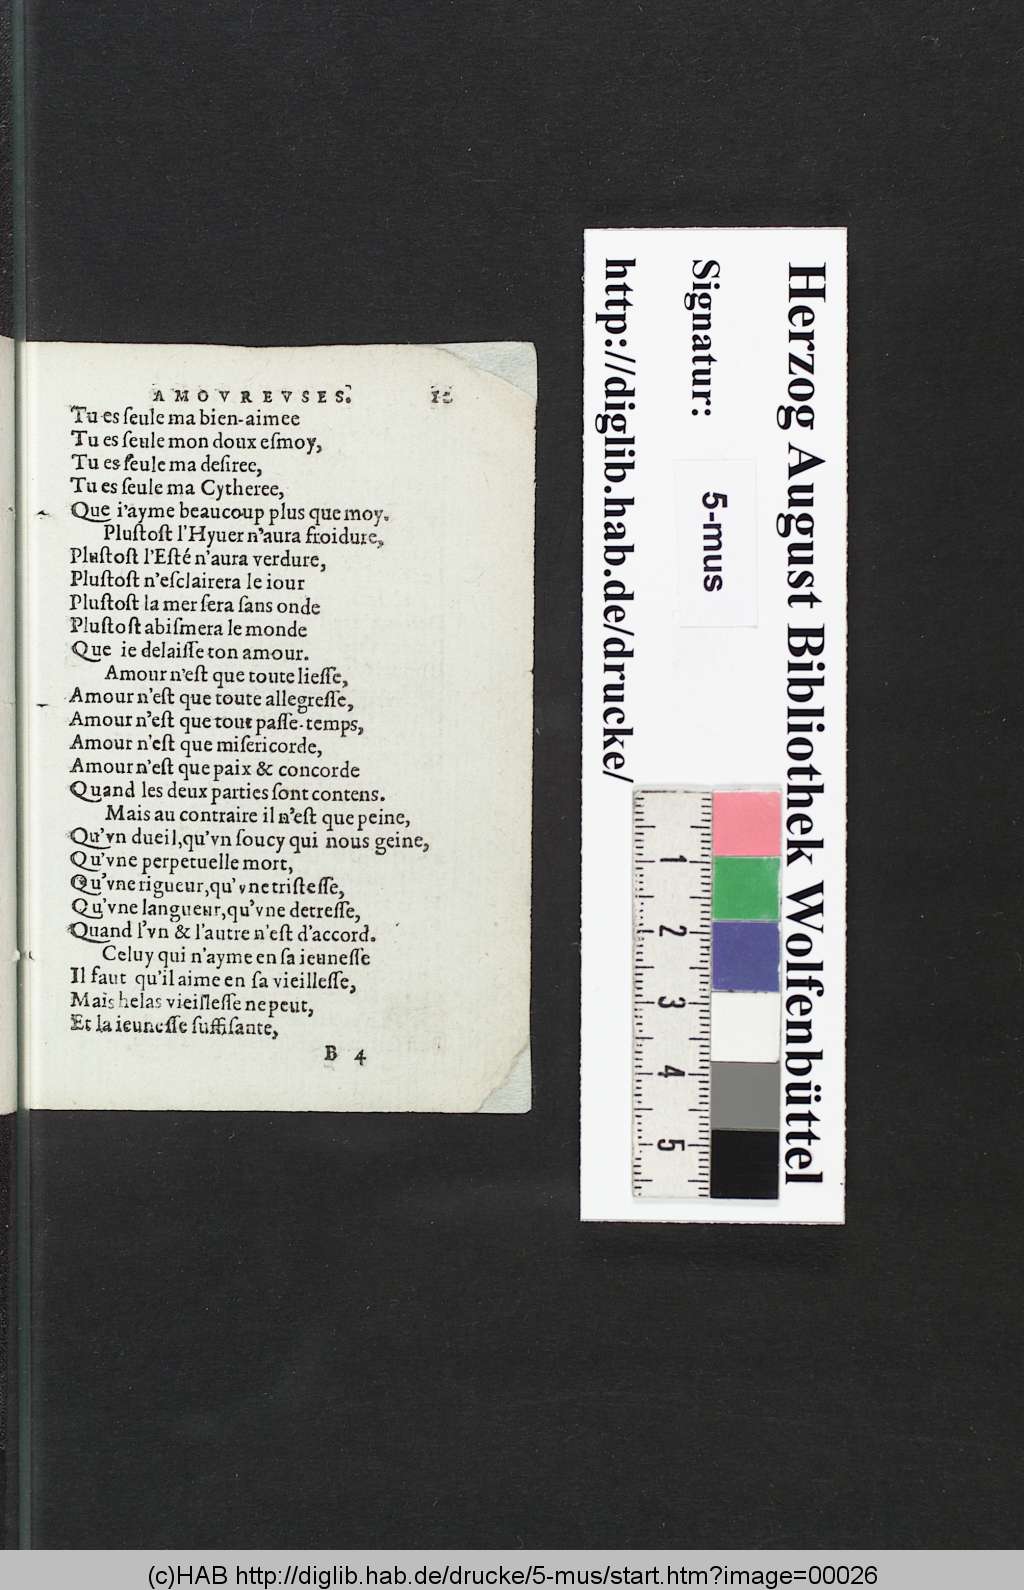 AMOVREVSES.
Tu es ſeule ma bien-aimee
Tu es ſeule mon doux eſmoy,
Tu es ſeule ma deſiree,
Tu es ſeule ma Cytheree,
Que i'ayme beaucoup plus que moy.
Pluſtoſt l'Hyuer n'aura froidure,
Pluſtoſt l'Eſté n'aura verdure,
Pluſtoſt n'eſclairera le iour
Pluſtoſt la mer ſera ſans onde
Pluſtoſt abiſmera le monde
Que ie delaiſſe ton amour.
Amour n'eſt que toute lieſſe,
Amour n'eſt que toute allegreſſe,
Amour n'eſt que tout paſſe-temps,
Amour n'eſt que miſericorde,
Amour n'eſt que paix & concorde
Quand les deux parties ſont contens.
Mais au contraire il n'eſt que peine,
Qu'vn dueil, qu'vn ſoucy qui nous geine,
Qu'vne perpetuelle mort,
Qu'vne rigueur, qu'vne triſteſſe,
Qu'vne langueur, qu'vne detreſſe,
Quand l'vn & l'autre n'eſt d'accord.
Celuy qui n'ayme en ſa ieuneſſe
Il faut qu'il aime en ſa vieilleſſe,
Mais helas vieilleſſe ne peut,
Et la ieuneſſe ſuffiſante,
B 4
Herzog August Bibliothek Wolfenbüttel
Signatur:
5-mus
http://diglib.hab.de/drucke/
1
2
3
4
5
(c)HAB http://diglib.hab.de/drucke/5-mus/start.htm?image=00026